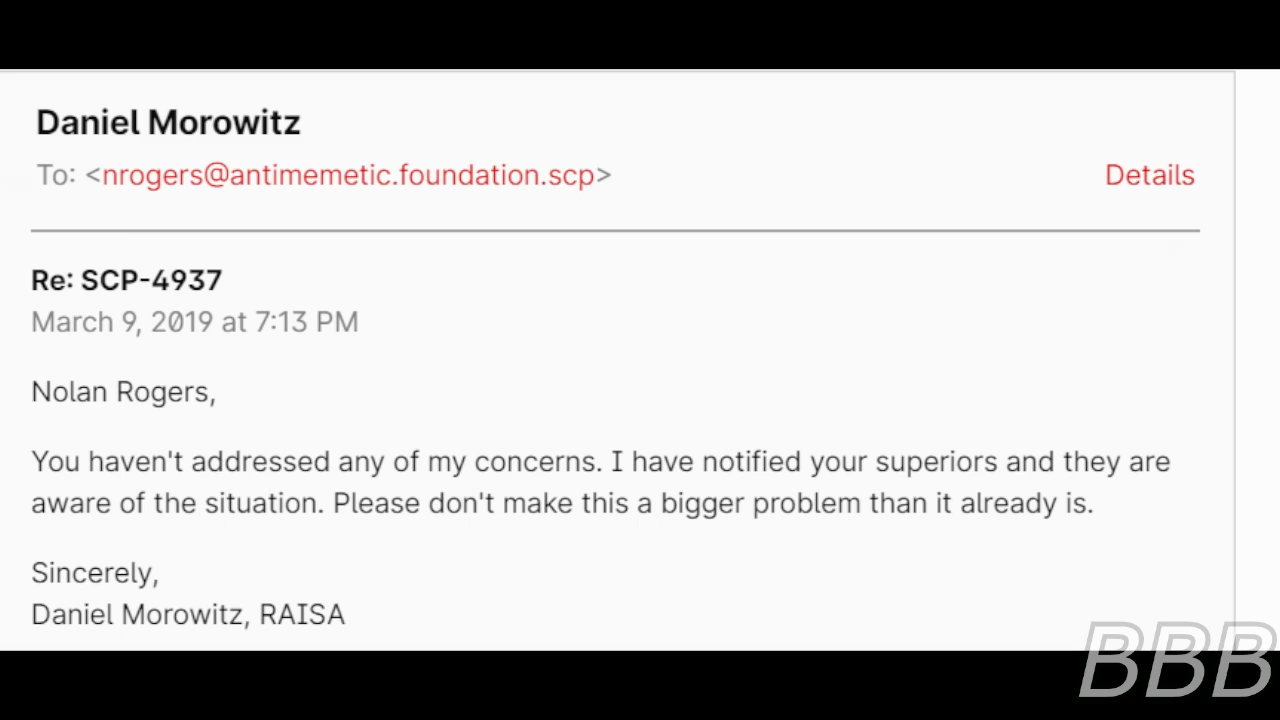 Daniel Morowitz
To: <nrogers@antimemetic.foundation.scp>
Details
Re: SCP-4937
March 9, 2019 at 7:13 PM
Nolan Rogers,
You haven't addressed any of my concerns. I have notified your superiors and they are
aware of the situation. Please don't make this a bigger problem than it already is.
Sincerely,
Daniel Morowitz, RAISA
BBB